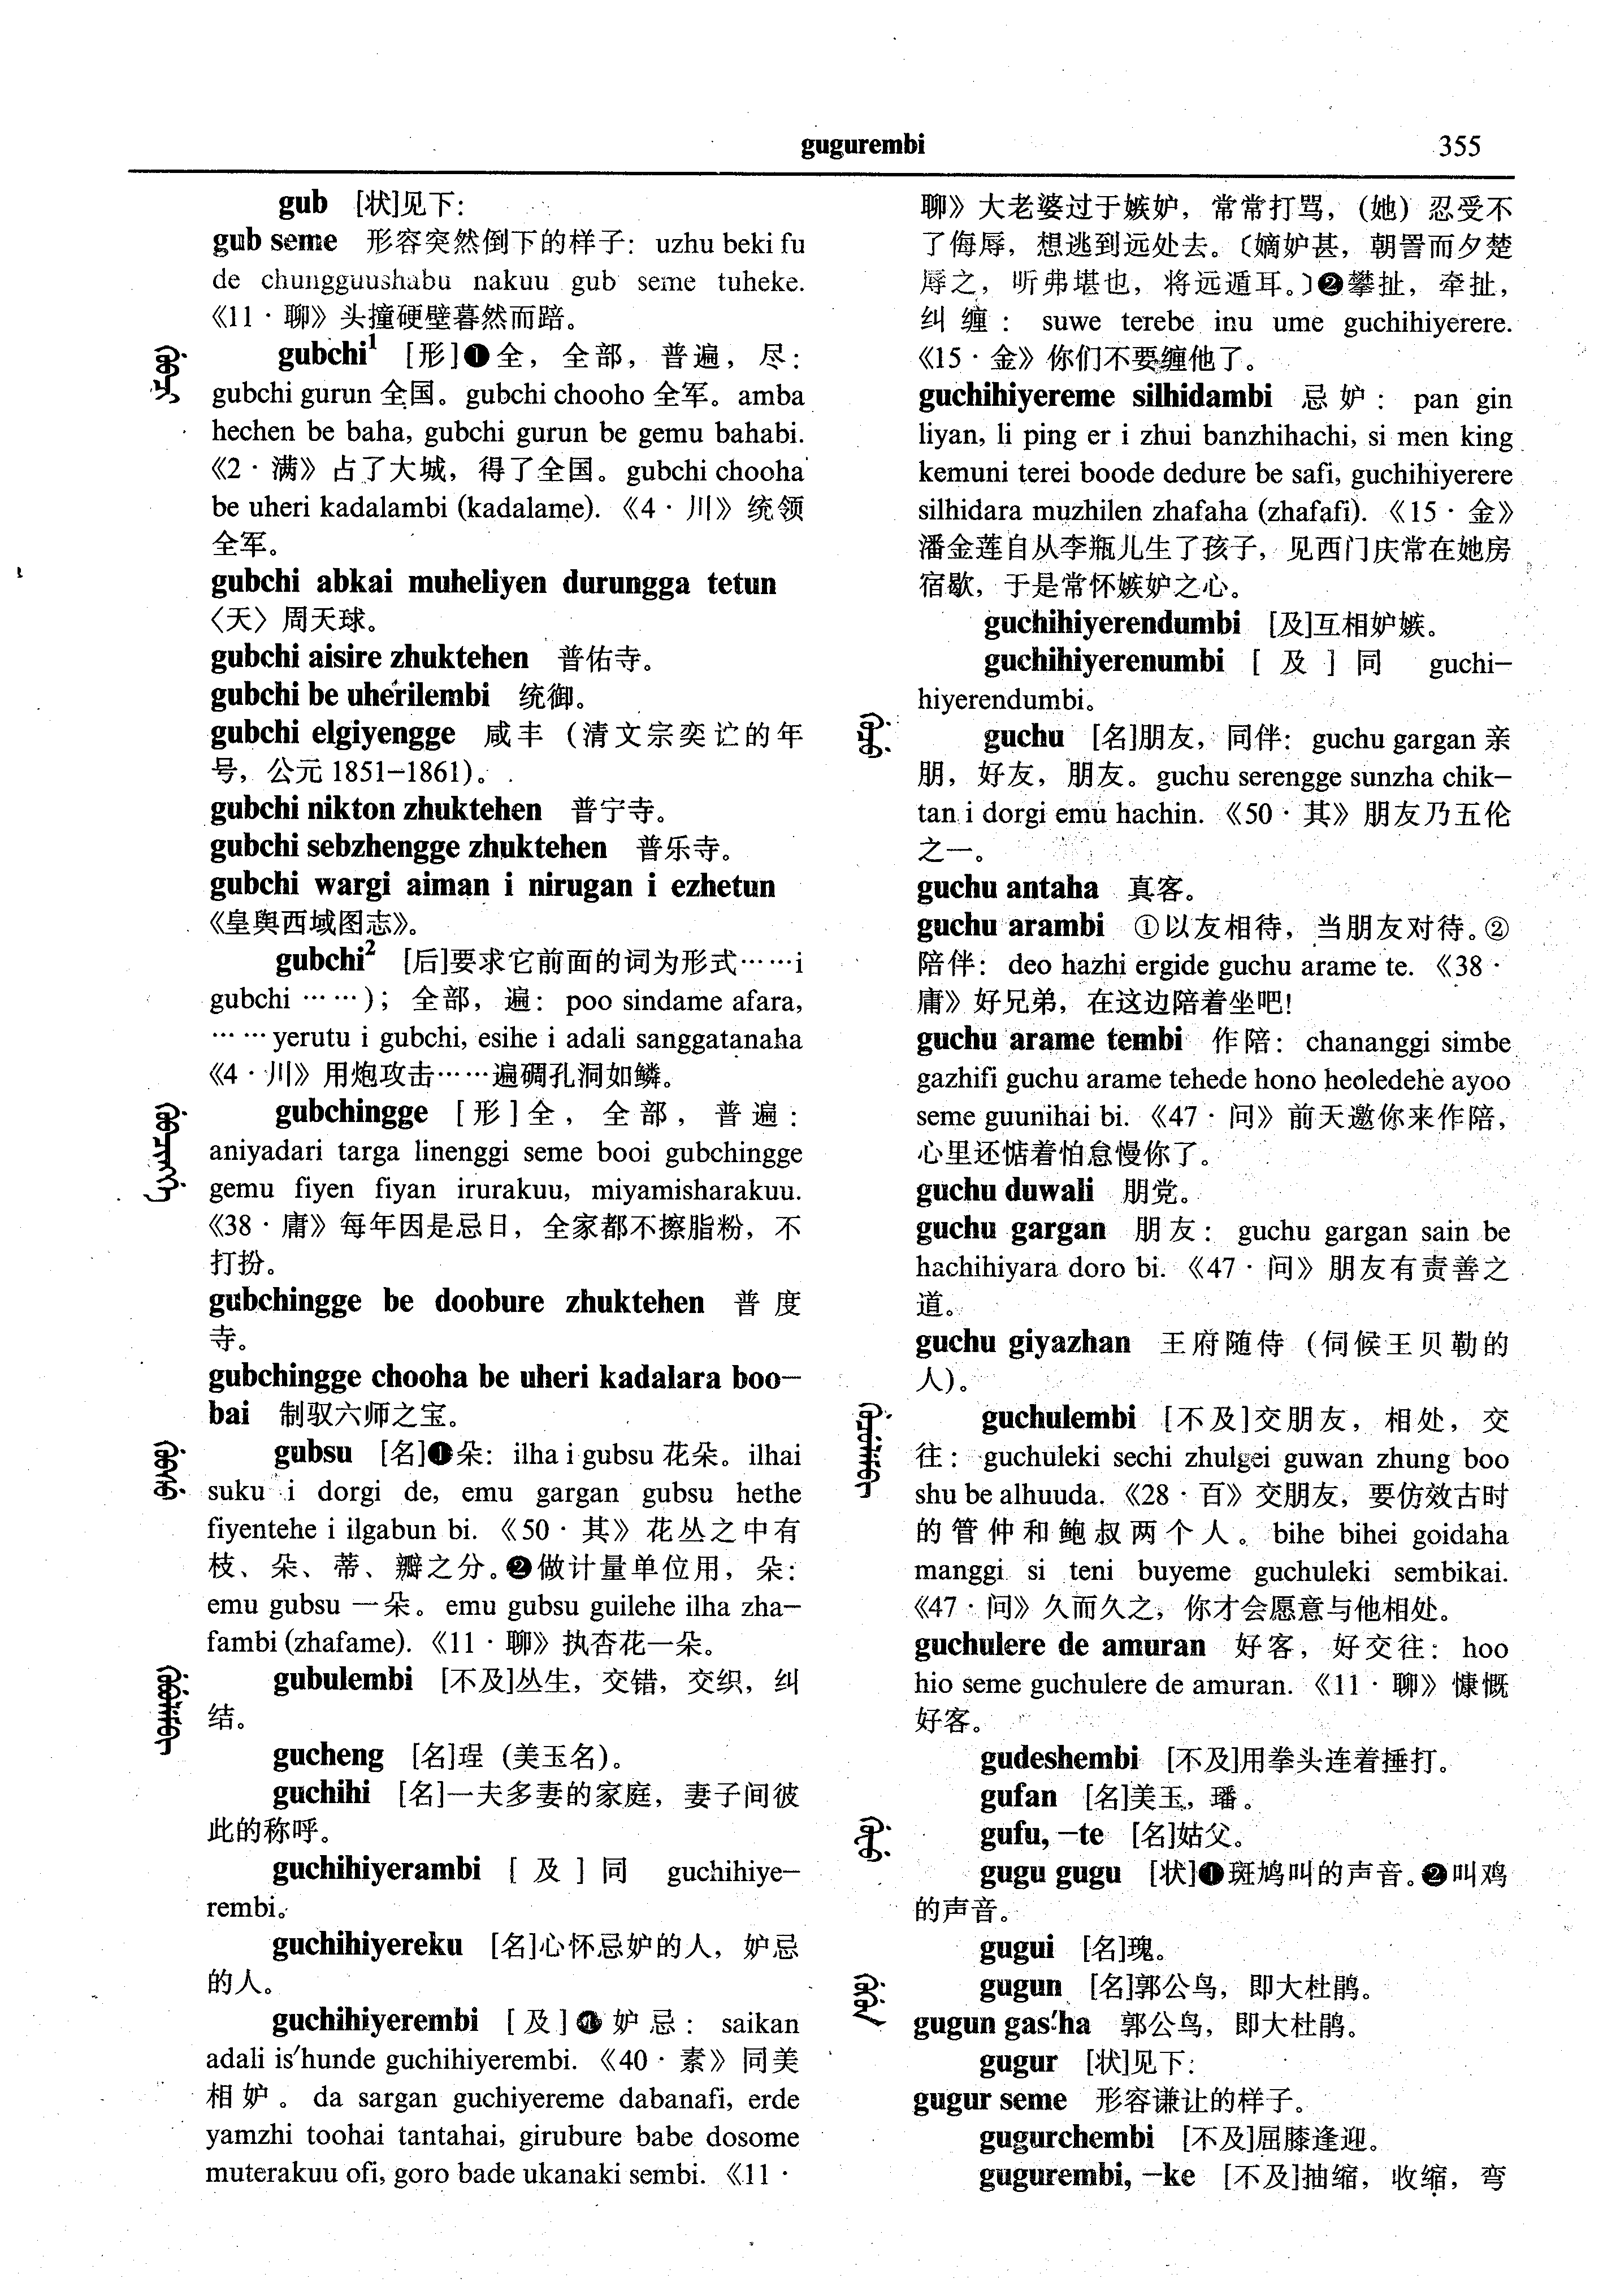 gugurembi 355
gub [状]见下：
gub seme 形容突然倒下的样子： uzhu beki fu
de chungguushabu nakuu gub seme tuheke.
《11·聊》头撞硬壁暮然而踣。
gubchi¹ [形]❶全，全部，普遍，尽：
gubchi gurun 全国。gubchi chooho 全军。amba
hechen be baha, gubchi gurun be gemu bahabi.
《2·满》占了大城，得了全国。gubchi chooha
be uheri kadalambi (kadalame). 《4·川》统领
全军。
gubchi abkai muheliyen durungga tetun
〈天〉周天球。
gubchi aisire zhuktehen 普佑寺。
gubchi be uherilembi 统御。
gubchi elgiyengge 咸丰（清文宗奕詝的年
号，公元 1851—1861）。
gubchi nikton zhuktehen 普宁寺。
gubchi sebzhengge zhuktehen 普乐寺。
gubchi wargi aiman i nirugan i ezhetun
《皇舆西域图志》。
gubchi² [后]要求它前面的词为形式……i
gubchi ……)；全部，遍： poo sindame afara,
……yerutu i gubchi, esihe i adali sanggatanaha
《4·川》用炮攻击……遍碉孔洞如鳞。
gubchingge [形]全，全部，普遍：
aniyadari targa linenggi seme booi gubchingge
gemu fiyen fiyan irurakuu, miyamisharakuu.
《38·庸》每年因是忌日，全家都不擦脂粉，不
打扮。
gubchingge be doobure zhuktehen 普度
寺。
gubchingge chooha be uheri kadalara boo—
bai 制驭六师之宝。
gubsu [名]❶朵： ilha i gubsu 花朵。ilhai
suku i dorgi de, emu gargan gubsu hethe
fiyentehe i ilgabun bi. 《50·其》花丛之中有
枝、朵、蒂、瓣之分。❷做计量单位用，朵：
emu gubsu 一朵。emu gubsu guilehe ilha zha—
fambi (zhafame). 《11·聊》执杏花一朵。
gubulembi [不及]丛生，交错，交织，纠
结。
gucheng [名]珵（美玉名）。
guchihi [名]一夫多妻的家庭，妻子间彼
此的称呼。
guchihiyerambi [及]同 guchihiye—
rembi。
guchihiyereku [名]心怀忌妒的人，妒忌
的人。
guchihiyerembi [及]❶妒忌： saikan
adali is′hunde guchihiyerembi. 《40·素》同美
相妒。da sargan guchiyereme dabanafi, erde
yamzhi toohai tantahai, girubure babe dosome
muterakuu ofi, goro bade ukanaki sembi. 《11·
聊》大老婆过于嫉妒，常常打骂，（她）忍受不
了侮辱，想逃到远处去。〔嫡妒甚，朝詈而夕楚
辱之，听弗堪也，将远遁耳。〕❷攀扯，牵扯，
纠缠： suwe terebe inu ume guchihiyerere.
《15·金》你们不要缠他了。
guchihiyereme silhidambi 忌妒： pan gin
liyan, li ping er i zhui banzhihachi, si men king
kemuni terei boode dedure be safi, guchihiyerere
silhidara muzhilen zhafaha (zhafafi). 《15·金》
潘金莲自从李瓶儿生了孩子，见西门庆常在她房
宿歇，于是常怀嫉妒之心。
guchihiyerendumbi [及]互相妒嫉。
guchihiyerenumbi [及]同 guchi—
hiyerendumbi。
guchu [名]朋友，同伴： guchu gargan 亲
朋，好友，朋友。guchu serengge sunzha chik—
tan i dorgi emu hachin. 《50·其》朋友乃五伦
之一。
guchu antaha 真客。
guchu arambi ①以友相待，当朋友对待。②
陪伴： deo hazhi ergide guchu arame te. 《38·
庸》好兄弟，在这边陪着坐吧！
guchu arame tembi 作陪： chananggi simbe
gazhifi guchu arame tehede hono heoledehe ayoo
seme guunihai bi. 《47·问》前天邀你来作陪，
心里还惦着怕怠慢你了。
guchu duwali 朋党。
guchu gargan 朋友： guchu gargan sain be
hachihiyara doro bi. 《47·问》朋友有责善之
道。
guchu giyazhan 王府随侍（伺候王贝勒的
人）。
guchulembi [不及]交朋友，相处，交
往： guchuleki sechi zhulgei guwan zhung boo
shu be alhuuda. 《28·百》交朋友，要仿效古时
的管仲和鲍叔两个人。bihe bihei goidaha
manggi si teni buyeme guchuleki sembikai.
《47·问》久而久之，你才会愿意与他相处。
guchulere de amuran 好客，好交往： hoo
hio seme guchulere de amuran. 《11·聊》慷慨
好客。
gudeshembi [不及]用拳头连着捶打。
gufan [名]美玉，璠。
gufu, —te [名]姑父。
gugu gugu [状]❶斑鸠叫的声音。❷叫鸡
的声音。
gugui [名]瑰。
gugun [名]郭公鸟，即大杜鹃。
gugun gas′ha 郭公鸟，即大杜鹃。
gugur [状]见下：
gugur seme 形容谦让的样子。
gugurchembi [不及]屈膝逢迎。
gugurembi, —ke [不及]抽缩，收缩，弯